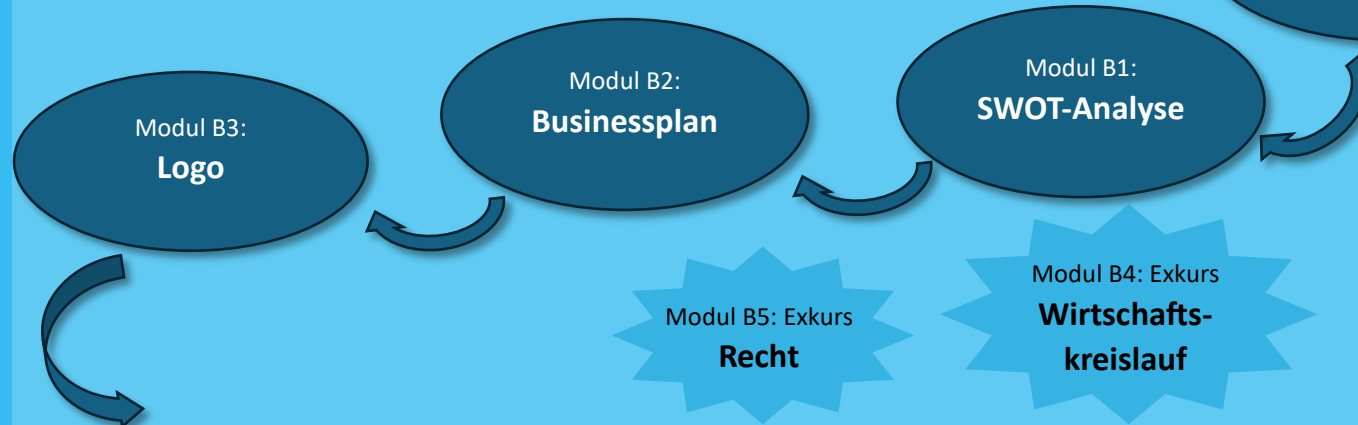 Modul B3:
Logo
Modul B2:
Businessplan
Modul B1:
SWOT-Analyse
Modul B5: Exkurs
Recht
Modul B4: Exkurs
Wirtschafts-
kreislauf